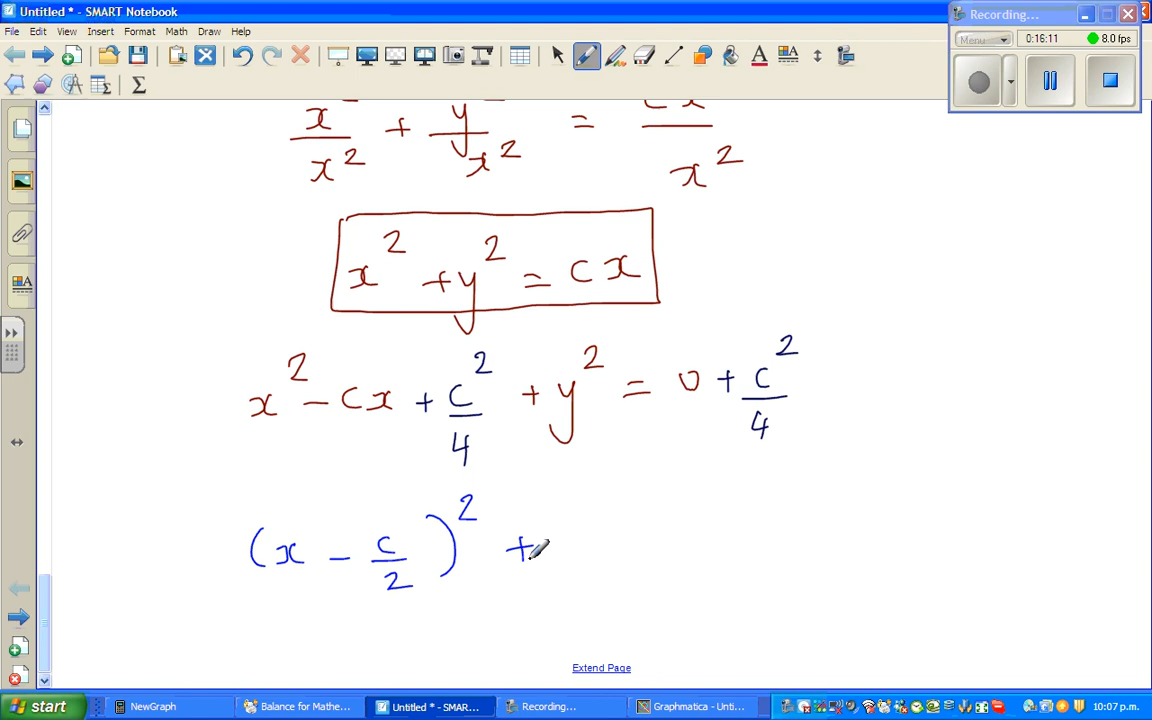 Untitled * - SMART Notebook
Recording...
File Edit View Insert Format Math Draw Help
Menu 0:16:11 8.0 fps
x/x² + y/x² = cx/x²
x² + y² = cx
x² - cx + c²/4 + y² = 0 + c²/4
(x - c/2)² +
Extend Page
start NewGraph Balance for Mathe... Untitled * - SMAR... Recording... Graphmatica - Unti... 10:07 p.m.